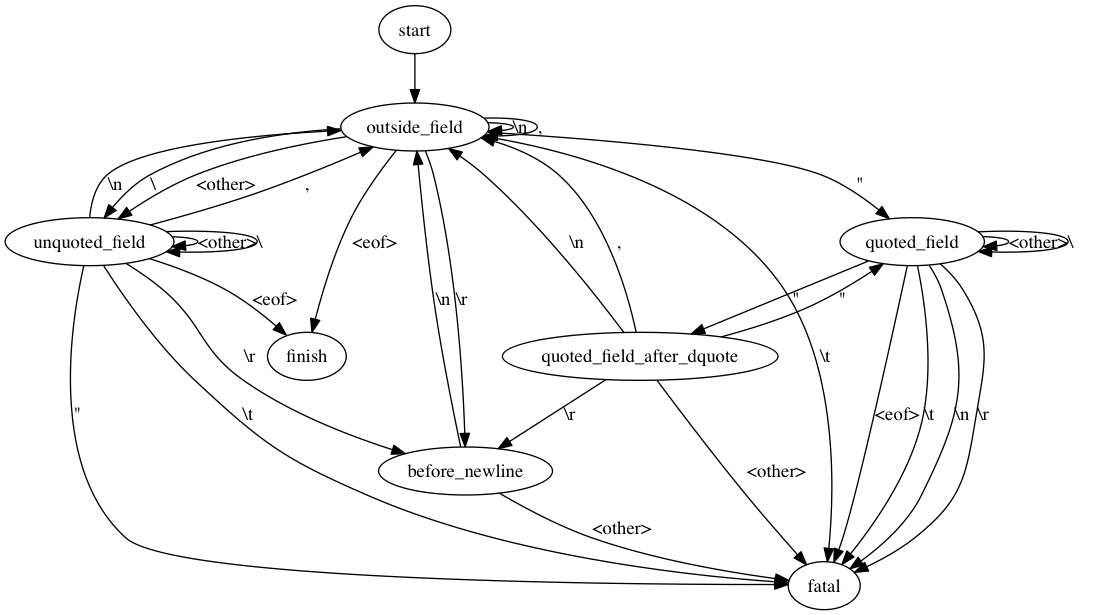 start
outside_field
\n
,
\n
\
<other>
,
"
unquoted_field
<other>
\
<eof>
\n
,
quoted_field
<other>
\
<eof>
\n
\r
"
"
finish
\r
quoted_field_after_dquote
\t
"
\t
\r
<eof>
\t
\n
\r
before_newline
<other>
<other>
fatal